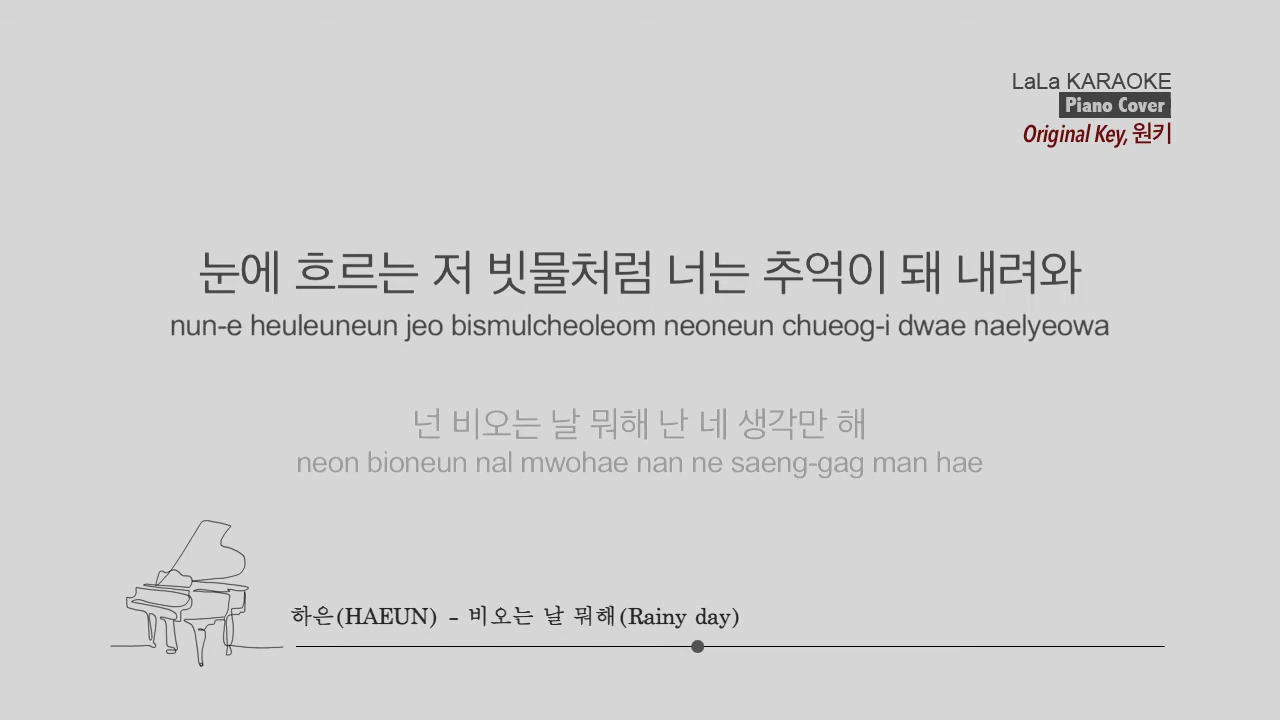 LaLa KARAOKE
Piano Cover
Original Key, 원키
눈에 흐르는 저 빗물처럼 너는 추억이 돼 내려와
nun-e heuleuneun jeo bismulcheoleom neoneun chueog-i dwae naelyeowa
넌 비오는 날 뭐해 난 네 생각만 해
neon bioneun nal mwohae nan ne saeng-gag man hae
하은(HAEUN) - 비오는 날 뭐해(Rainy day)